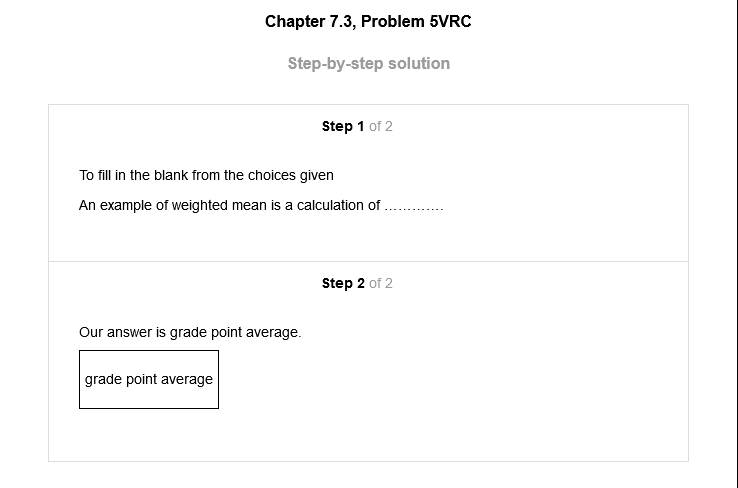 Chapter 7.3, Problem 5VRC
Step-by-step solution
Step 1 of 2
To fill in the blank from the choices given
An example of weighted mean is a calculation of .............
Step 2 of 2
Our answer is grade point average.
grade point average